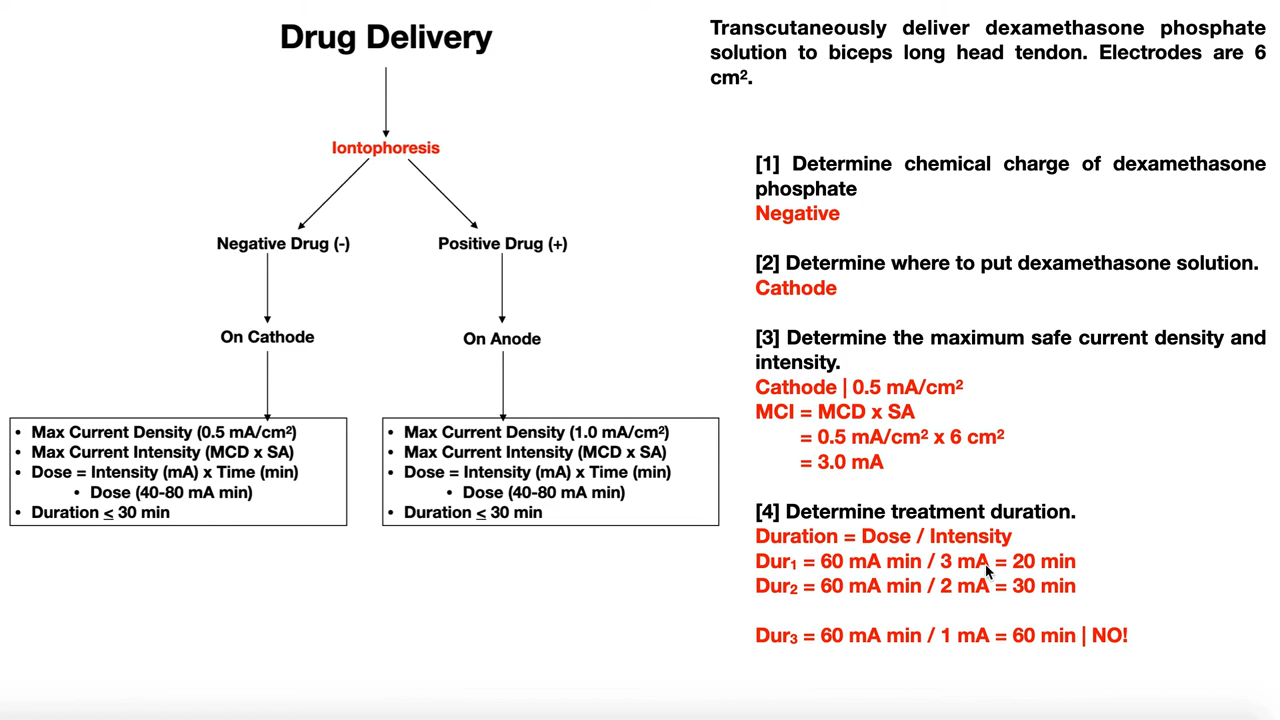 Drug Delivery
Iontophoresis
Negative Drug (-)
Positive Drug (+)
On Cathode
On Anode
• Max Current Density (0.5 mA/cm²)
• Max Current Intensity (MCD x SA)
• Dose = Intensity (mA) x Time (min)
• Dose (40-80 mA min)
• Duration ≤ 30 min
• Max Current Density (1.0 mA/cm²)
• Max Current Intensity (MCD x SA)
• Dose = Intensity (mA) x Time (min)
• Dose (40-80 mA min)
• Duration ≤ 30 min
Transcutaneously deliver dexamethasone phosphate
solution to biceps long head tendon. Electrodes are 6
cm².
[1] Determine chemical charge of dexamethasone
phosphate
Negative
[2] Determine where to put dexamethasone solution.
Cathode
[3] Determine the maximum safe current density and
intensity.
Cathode | 0.5 mA/cm²
MCI = MCD x SA
= 0.5 mA/cm² x 6 cm²
= 3.0 mA
[4] Determine treatment duration.
Duration = Dose / Intensity
Dur₁ = 60 mA min / 3 mA = 20 min
Dur₂ = 60 mA min / 2 mA = 30 min
Dur₃ = 60 mA min / 1 mA = 60 min | NO!